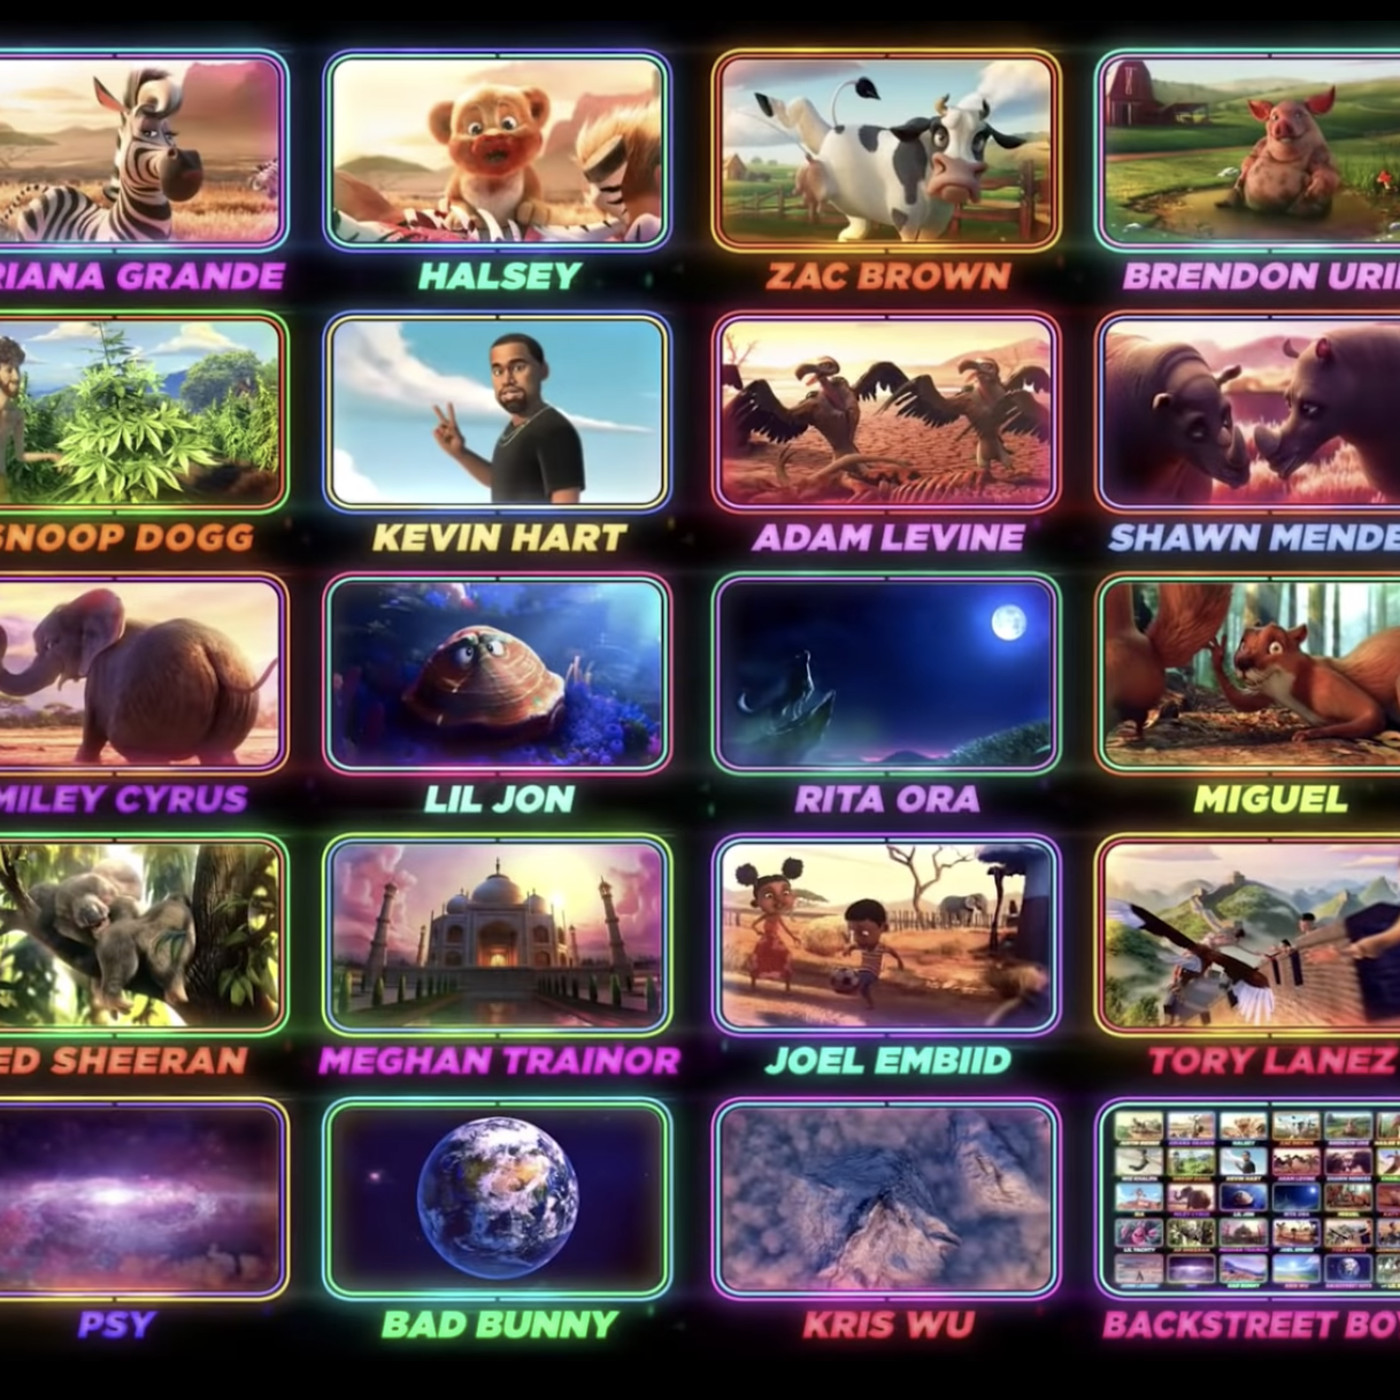 RIANA GRANDE
HALSEY
ZAC BROWN
BRENDON URI
SNOOP DOGG
KEVIN HART
ADAM LEVINE
SHAWN MENDE
MILEY CYRUS
LIL JON
RITA ORA
MIGUEL
ED SHEERAN
MEGHAN TRAINOR
JOEL EMBIID
TORY LANEZ
PSY
BAD BUNNY
KRIS WU
BACKSTREET BO